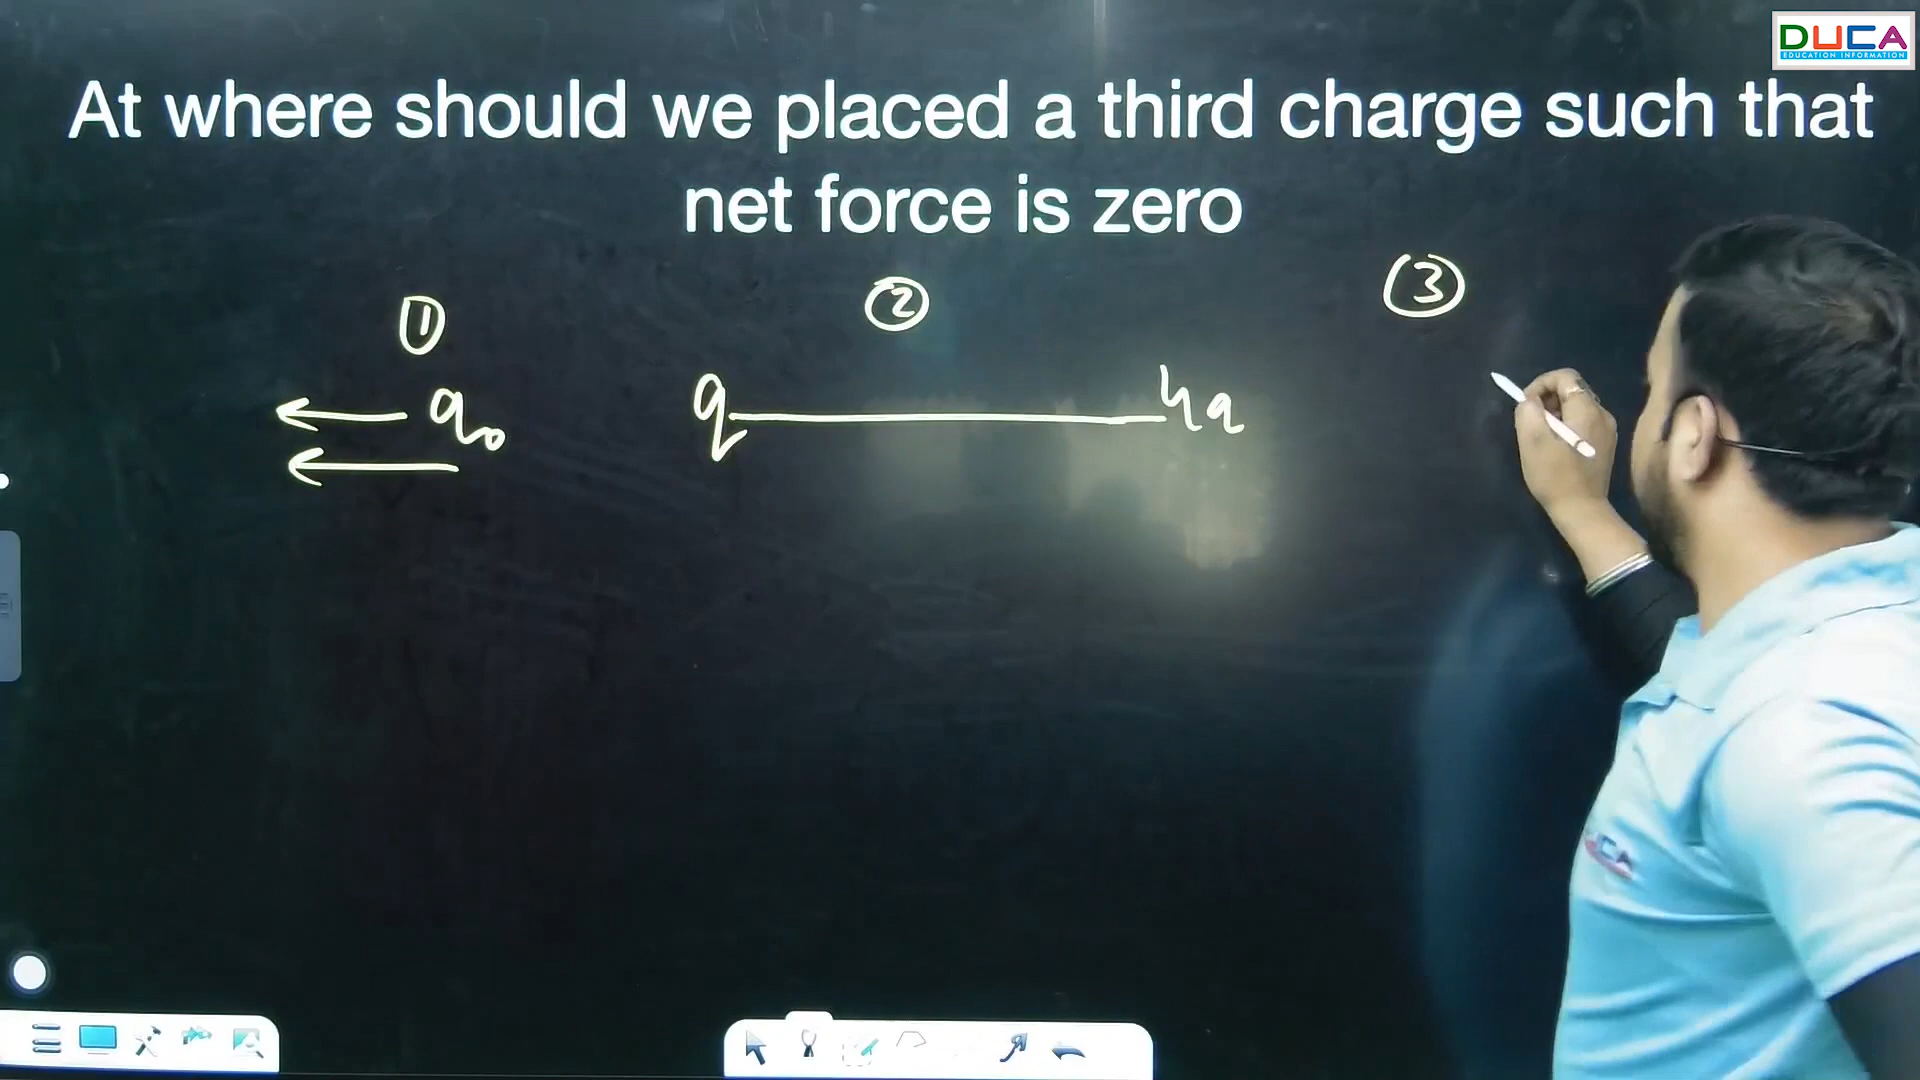 DUCA
EDUCATION INFORMATION
At where should we placed a third charge such that
net force is zero
① ② ③
q₀ q 4q